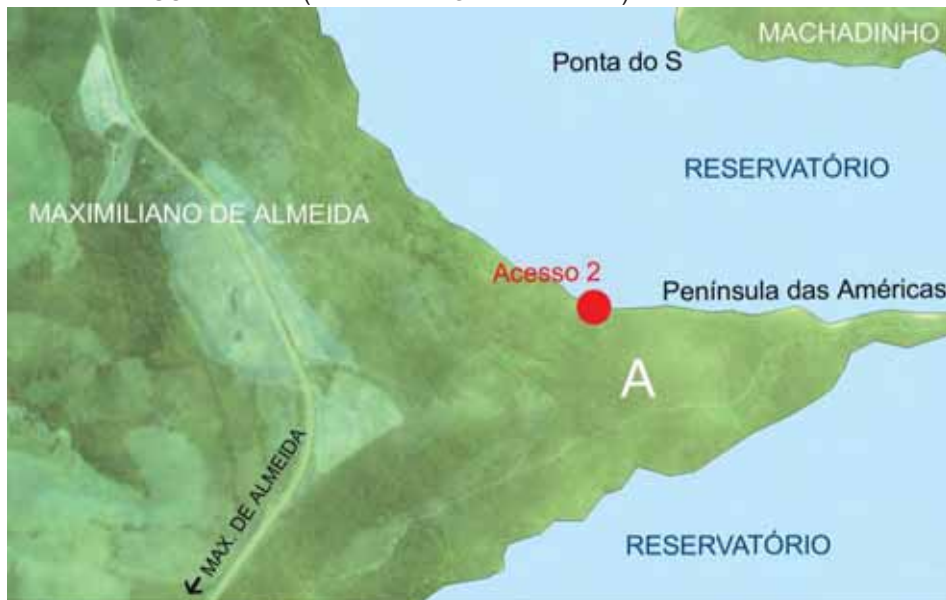 MACHADINHO
Ponta do S
RESERVATÓRIO
MAXIMILIANO DE ALMEIDA
Acesso 2
Península das Américas
A
MAX. DE ALMEIDA
RESERVATÓRIO